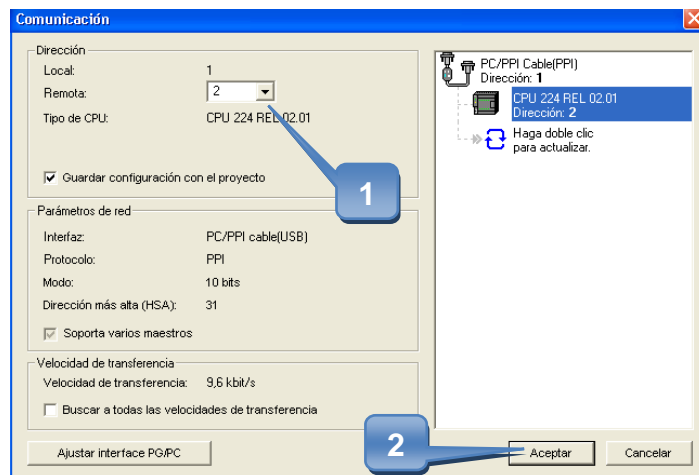 Comunicación
Dirección
Local: 1
Remota: 2
Tipo de CPU: CPU 224 REL 02.01
Guardar configuración con el proyecto
1
Parámetros de red
Interfaz: PC/PPI cable(USB)
Protocolo: PPI
Modo: 10 bits
Dirección más alta (HSA): 31
Soporta varios maestros
Velocidad de transferencia
Velocidad de transferencia: 9,6 kbit/s
Buscar a todas las velocidades de transferencia
PC/PPI Cable(PPI)
Dirección: 1
CPU 224 REL 02.01
Dirección: 2
Haga doble clic
para actualizar.
Ajustar interface PG/PC
2
Aceptar
Cancelar